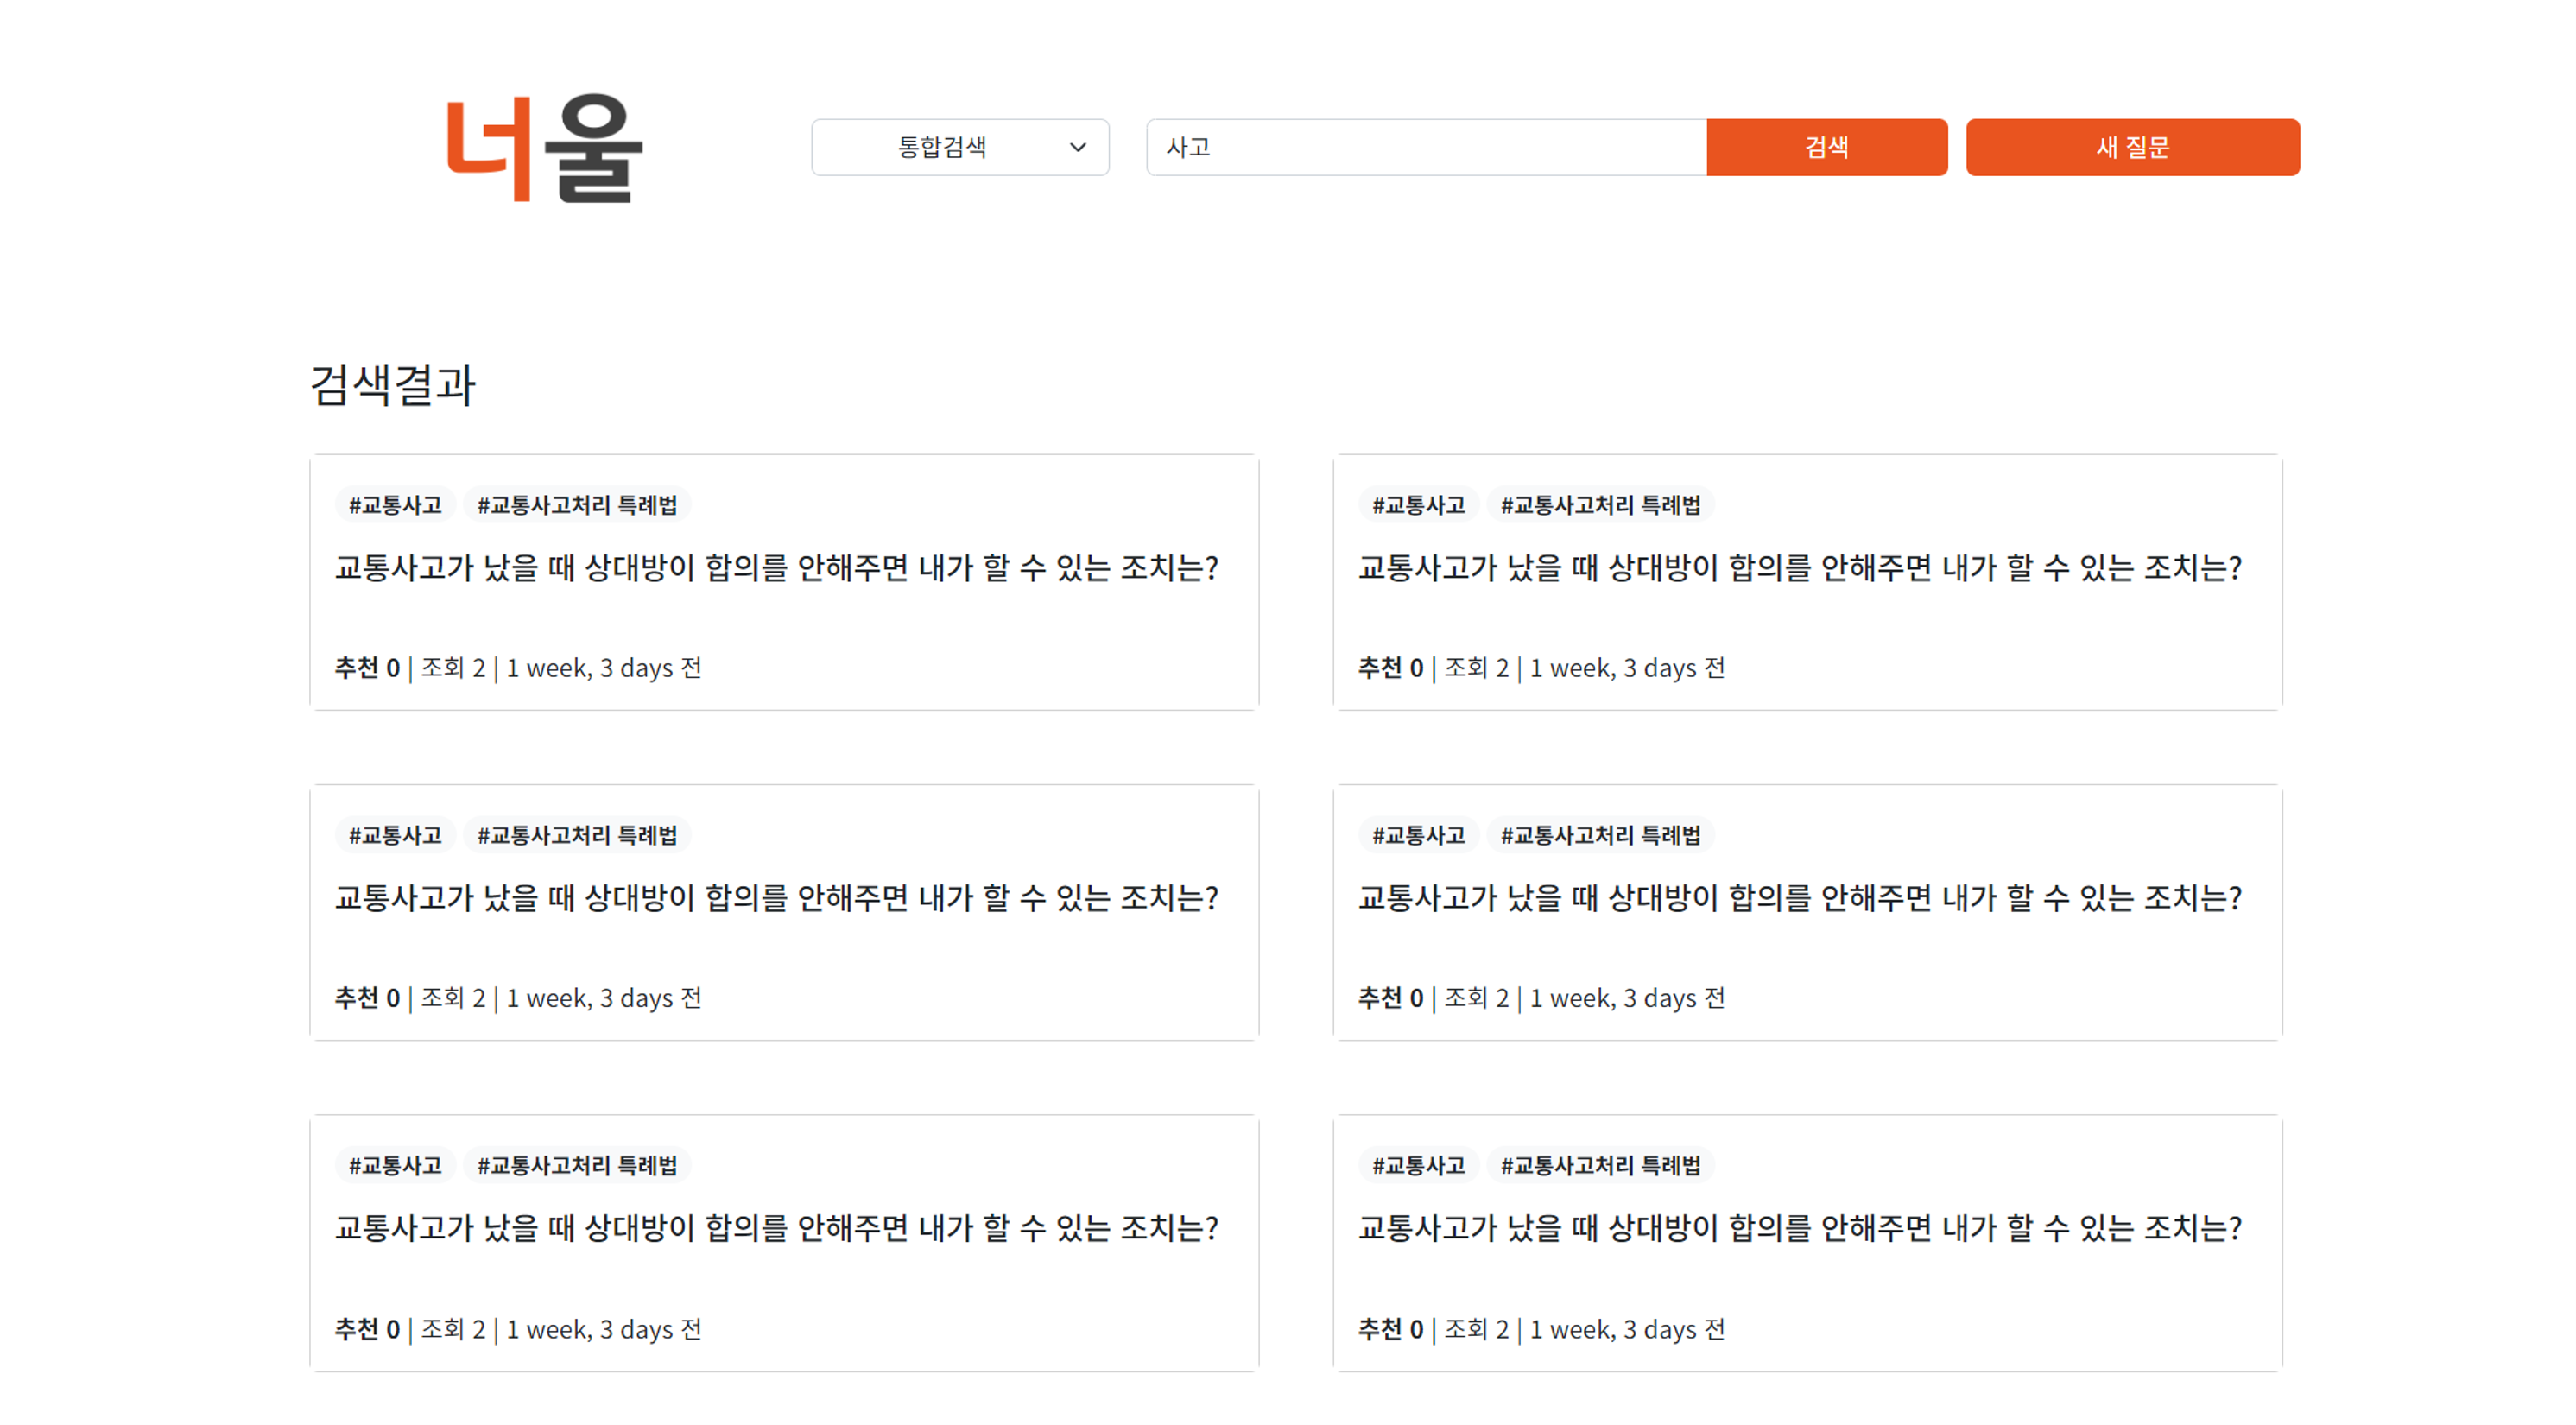 너울
통합검색
사고
검색
새 질문
검색결과
#교통사고 #교통사고처리 특례법
교통사고가 났을 때 상대방이 합의를 안해주면 내가 할 수 있는 조치는?
추천 0 | 조회 2 | 1 week, 3 days 전
#교통사고 #교통사고처리 특례법
교통사고가 났을 때 상대방이 합의를 안해주면 내가 할 수 있는 조치는?
추천 0 | 조회 2 | 1 week, 3 days 전
#교통사고 #교통사고처리 특례법
교통사고가 났을 때 상대방이 합의를 안해주면 내가 할 수 있는 조치는?
추천 0 | 조회 2 | 1 week, 3 days 전
#교통사고 #교통사고처리 특례법
교통사고가 났을 때 상대방이 합의를 안해주면 내가 할 수 있는 조치는?
추천 0 | 조회 2 | 1 week, 3 days 전
#교통사고 #교통사고처리 특례법
교통사고가 났을 때 상대방이 합의를 안해주면 내가 할 수 있는 조치는?
추천 0 | 조회 2 | 1 week, 3 days 전
#교통사고 #교통사고처리 특례법
교통사고가 났을 때 상대방이 합의를 안해주면 내가 할 수 있는 조치는?
추천 0 | 조회 2 | 1 week, 3 days 전